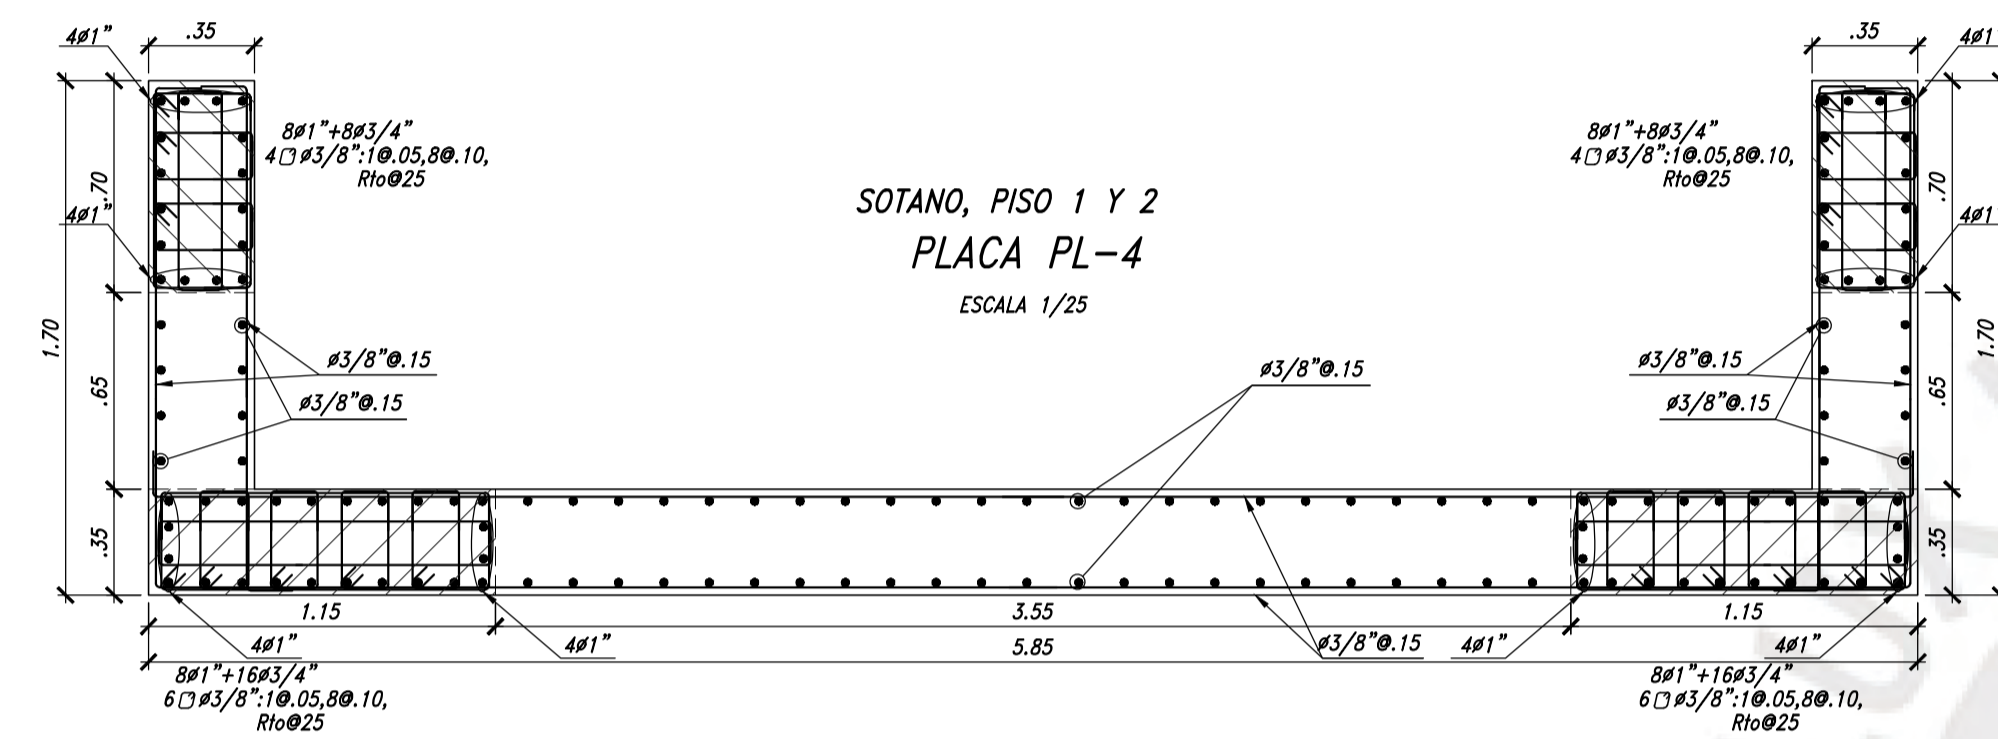 4ø1"
.35
.35
4ø1"
8ø1"+8ø3/4"
4 ø3/8":1@.05,8@.10,
Rto@25
8ø1"+8ø3/4"
4 ø3/8":1@.05,8@.10,
Rto@25
.70
.70
4ø1"
4ø1"
SOTANO, PISO 1 Y 2
PLACA PL-4
ESCALA 1/25
1.70
1.70
ø3/8"@.15
ø3/8"@.15
ø3/8"@.15
.65
.65
ø3/8"@.15
ø3/8"@.15
.35
.35
1.15
3.55
1.15
4ø1"
4ø1"
5.85
ø3/8"@.15
4ø1"
4ø1"
8ø1"+16ø3/4"
6 ø3/8":1@.05,8@.10,
Rto@25
8ø1"+16ø3/4"
6 ø3/8":1@.05,8@.10,
Rto@25